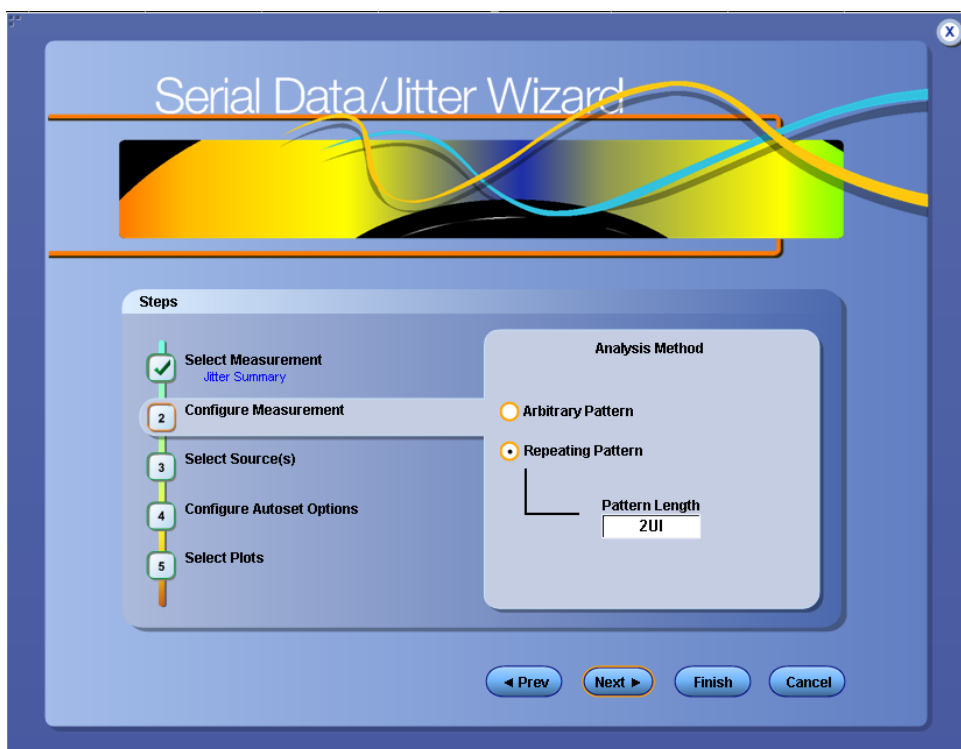 X
Serial Data/Jitter Wizard
Steps
Select Measurement
Jitter Summary
2 Configure Measurement
3 Select Source(s)
4 Configure Autoset Options
5 Select Plots
Analysis Method
Arbitrary Pattern
Repeating Pattern
Pattern Length
2UI
◄ Prev
Next ►
Finish
Cancel